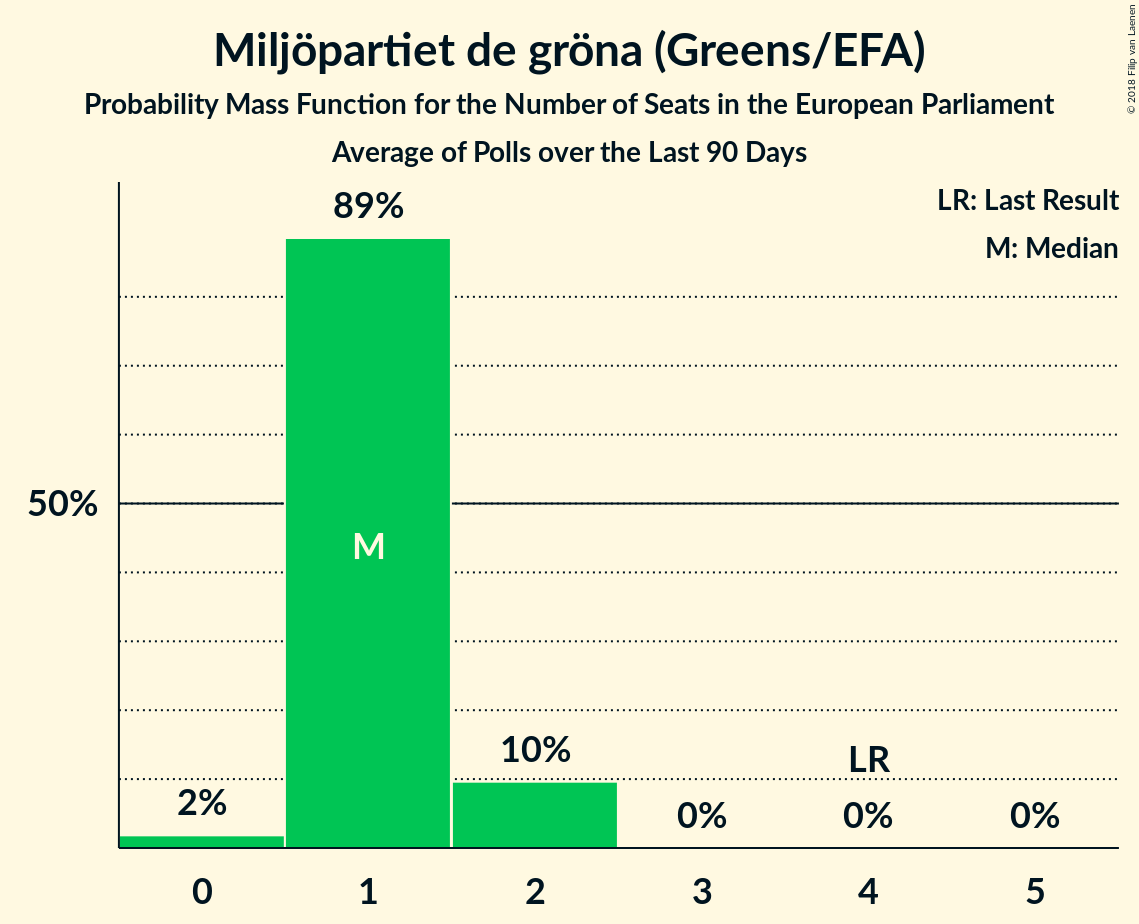 Miljöpartiet de gröna (Greens/EFA)
Probability Mass Function for the Number of Seats in the European Parliament
Average of Polls over the Last 90 Days
© 2018 Filip van Laenen
LR: Last Result
M: Median
89%
50%
M
10%
LR
2%
0%
0%
0%
0
1
2
3
4
5